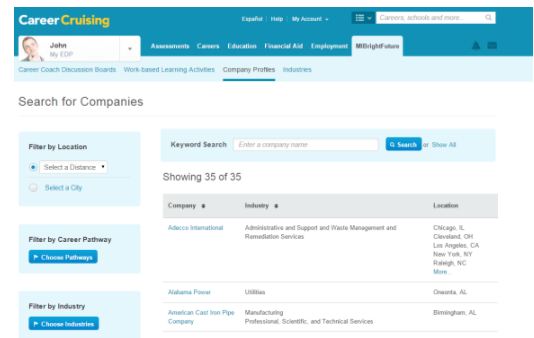 Career Cruising
Español | Help | My Account
Careers, schools and more...
John
My EDP
Assessments Careers Education Financial Aid Employment MIBrightFuture
Career Coach Discussion Boards Work-based Learning Activities Company Profiles Industries
Search for Companies
Filter by Location
Select a Distance
Select a City
Filter by Career Pathway
Choose Pathways
Filter by Industry
Choose Industries
Keyword Search Enter a company name Search or Show All
Showing 35 of 35
Company Industry Location
Adecco International Administrative and Support and Waste Management and Chicago, IL
Remediation Services Cleveland, OH
Los Angeles, CA
New York, NY
Raleigh, NC
More...
Alabama Power Utilities Oneonta, AL
American Cast Iron Pipe Manufacturing Birmingham, AL
Company Professional, Scientific, and Technical Services